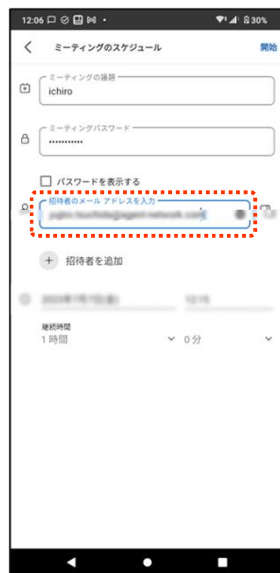 12:06
30%
ミーティングのスケジュール
開始
ミーティングの議題
ichiro
ミーティングパスワード
•••••••••••
パスワードを表示する
招待者のメール アドレスを入力
招待者を追加
12:15
継続時間
1 時間
0 分